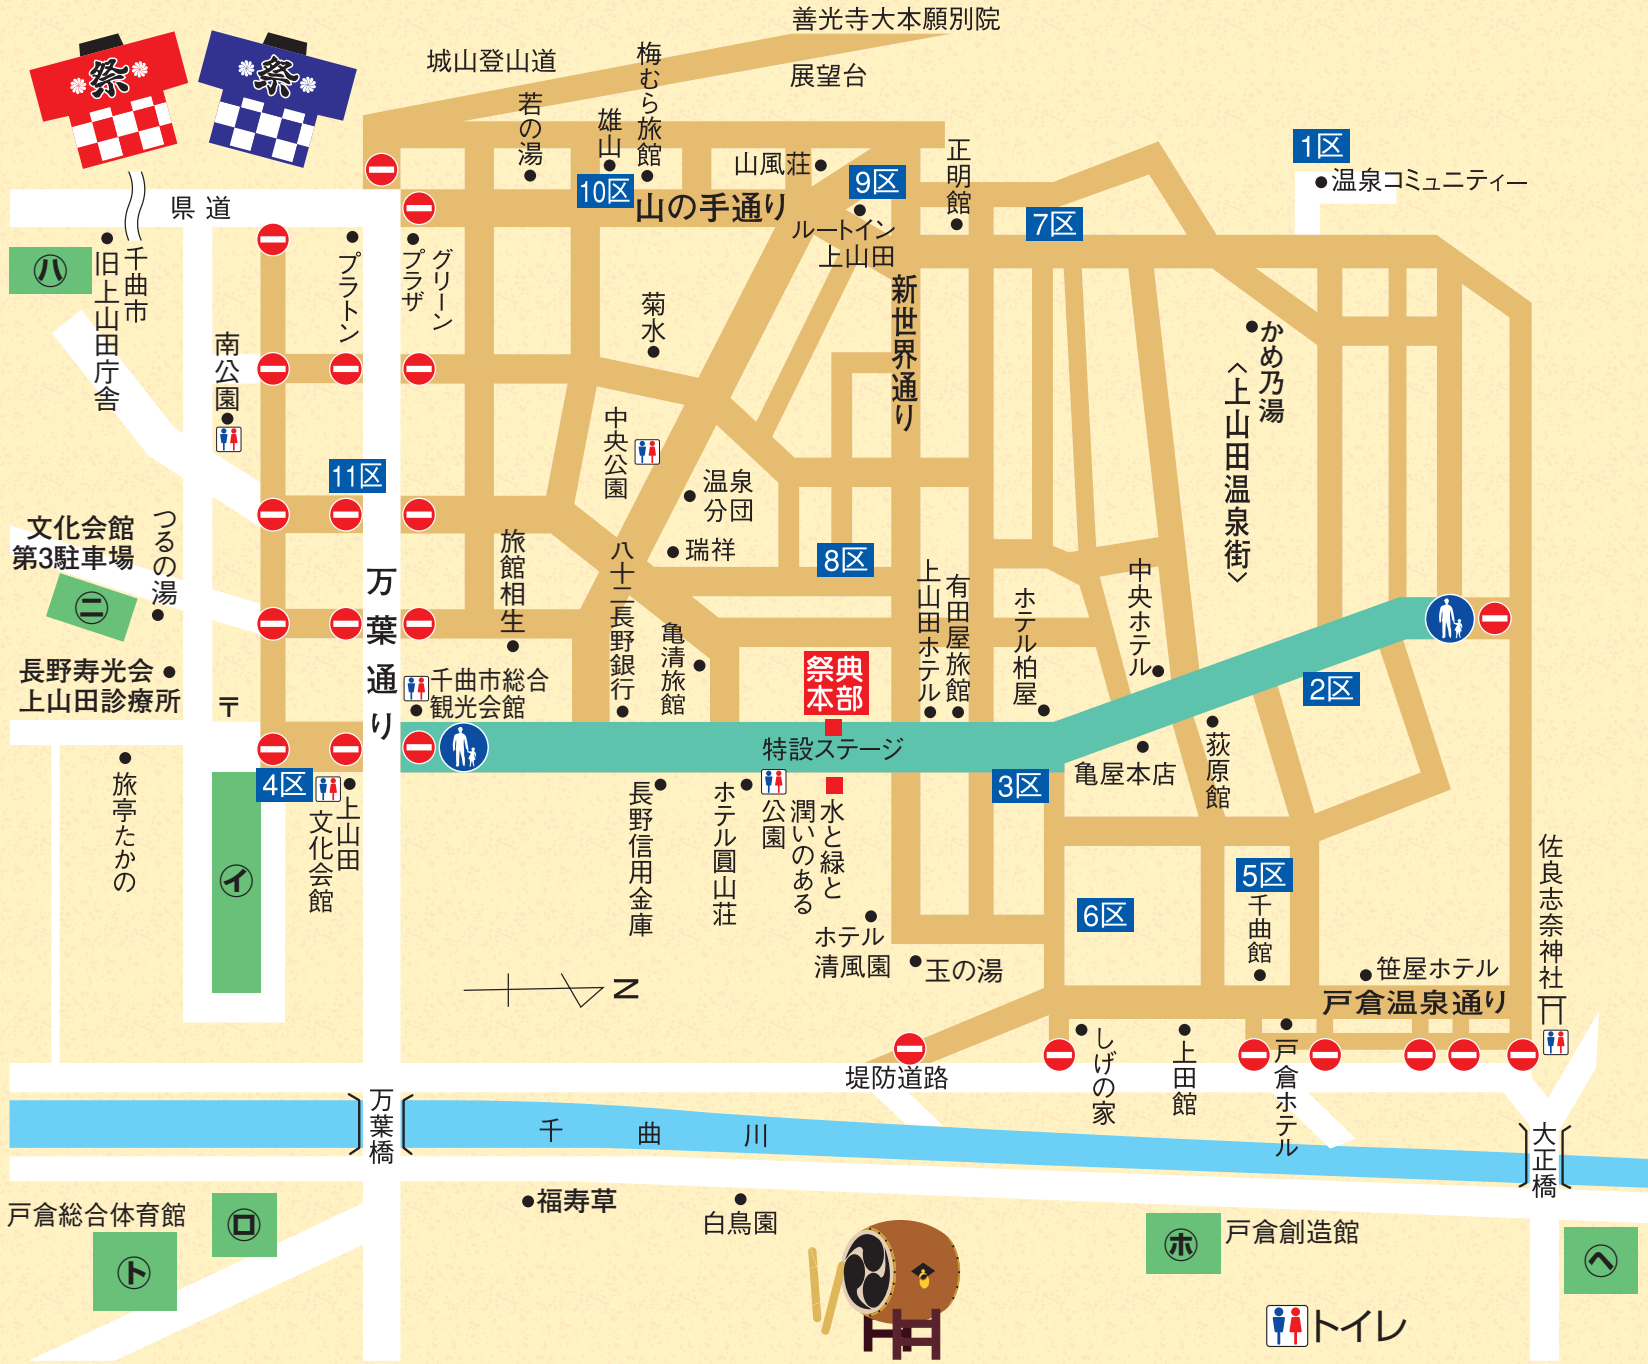 善光寺大本願別院
城山登山道
展望台
梅むら旅館
若の湯
雄山
山風荘
正明館
祭
祭
1区
温泉コミュニティー
10区
9区
7区
山の手通り
ルートイン
上山田
県道
千曲市
旧上山田庁舎
ハ
プラトン
グリーン
プラザ
菊水
新世界通り
かめ乃湯
〈上山田温泉街〉
南公園
中央公園
11区
温泉
分団
瑞祥
8区
文化会館
第3駐車場
つるの湯
ニ
万葉通り
旅館相生
八十二長野銀行
亀清旅館
上山田ホテル
有田屋旅館
ホテル柏屋
中央ホテル
長野寿光会
上山田診療所
〒
千曲市総合
観光会館
祭典
本部
特設ステージ
2区
3区
亀屋本店
荻原館
4区
旅亭たかの
上山田
文化会館
イ
長野信用金庫
ホテル圓山荘
水と緑と
潤いのある
公園
ホテル
清風園
玉の湯
6区
5区
千曲館
佐良志奈神社
笹屋ホテル
戸倉温泉通り
N
堤防道路
しげの家
上田館
戸倉ホテル
万葉橋
千曲川
大正橋
戸倉総合体育館
ロ
ト
福寿草
白鳥園
ホ
戸倉創造館
ヘ
トイレ